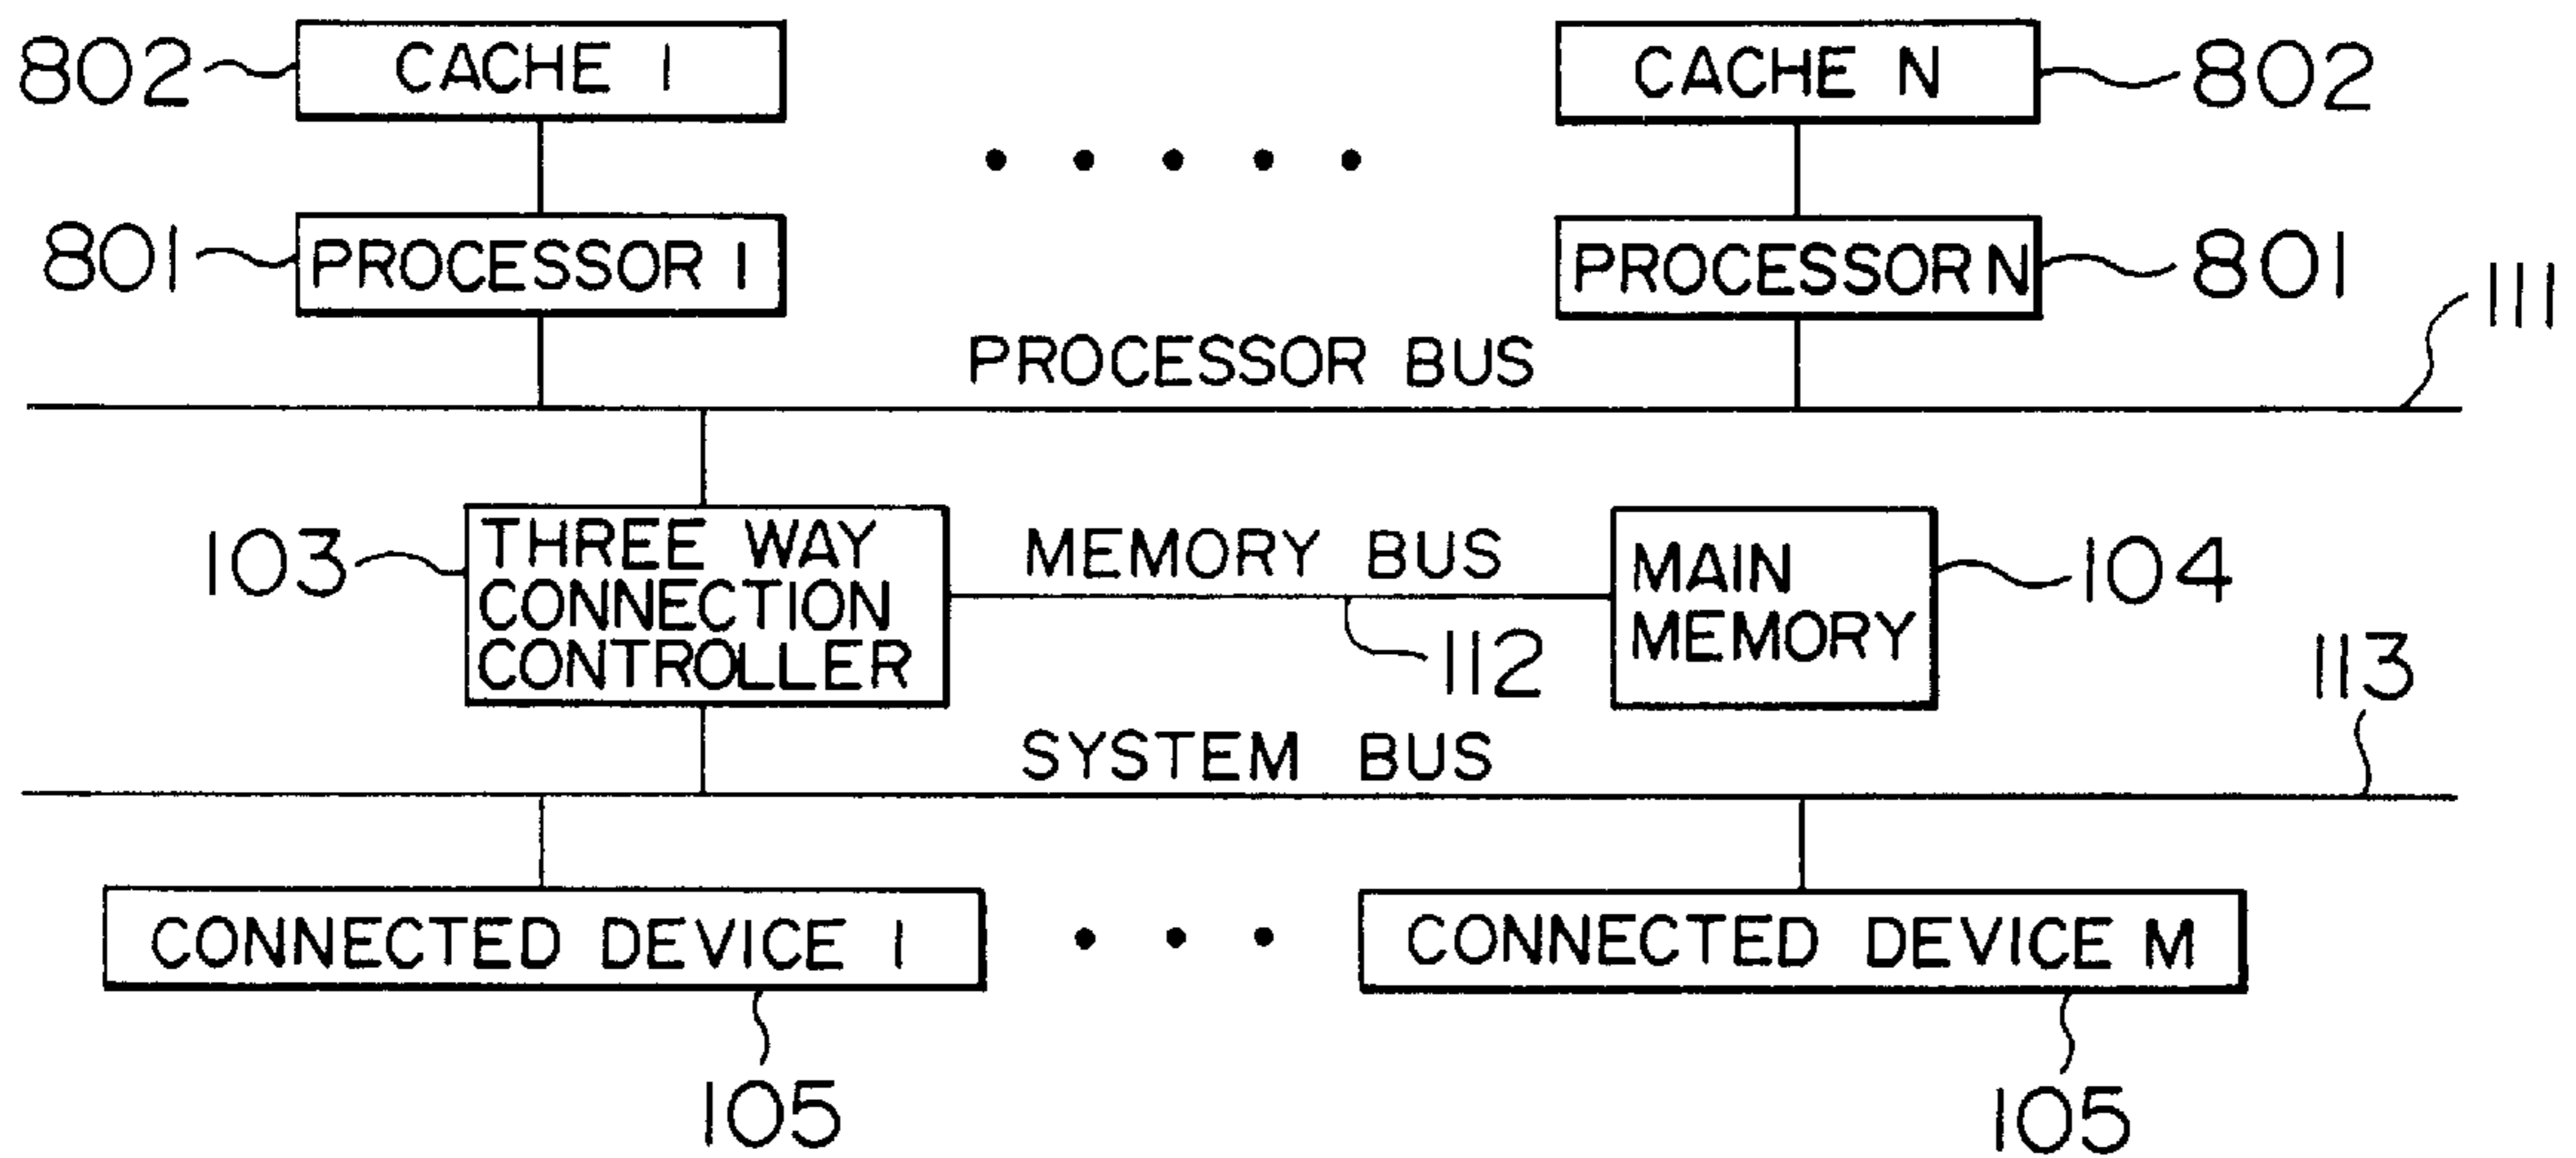 802 CACHE 1 CACHE N 802
801 PROCESSOR 1 PROCESSOR N 801
111
PROCESSOR BUS
103 THREE WAY
CONNECTION
CONTROLLER
MEMORY BUS
112
MAIN
MEMORY
104
113
SYSTEM BUS
CONNECTED DEVICE 1 CONNECTED DEVICE M
105 105